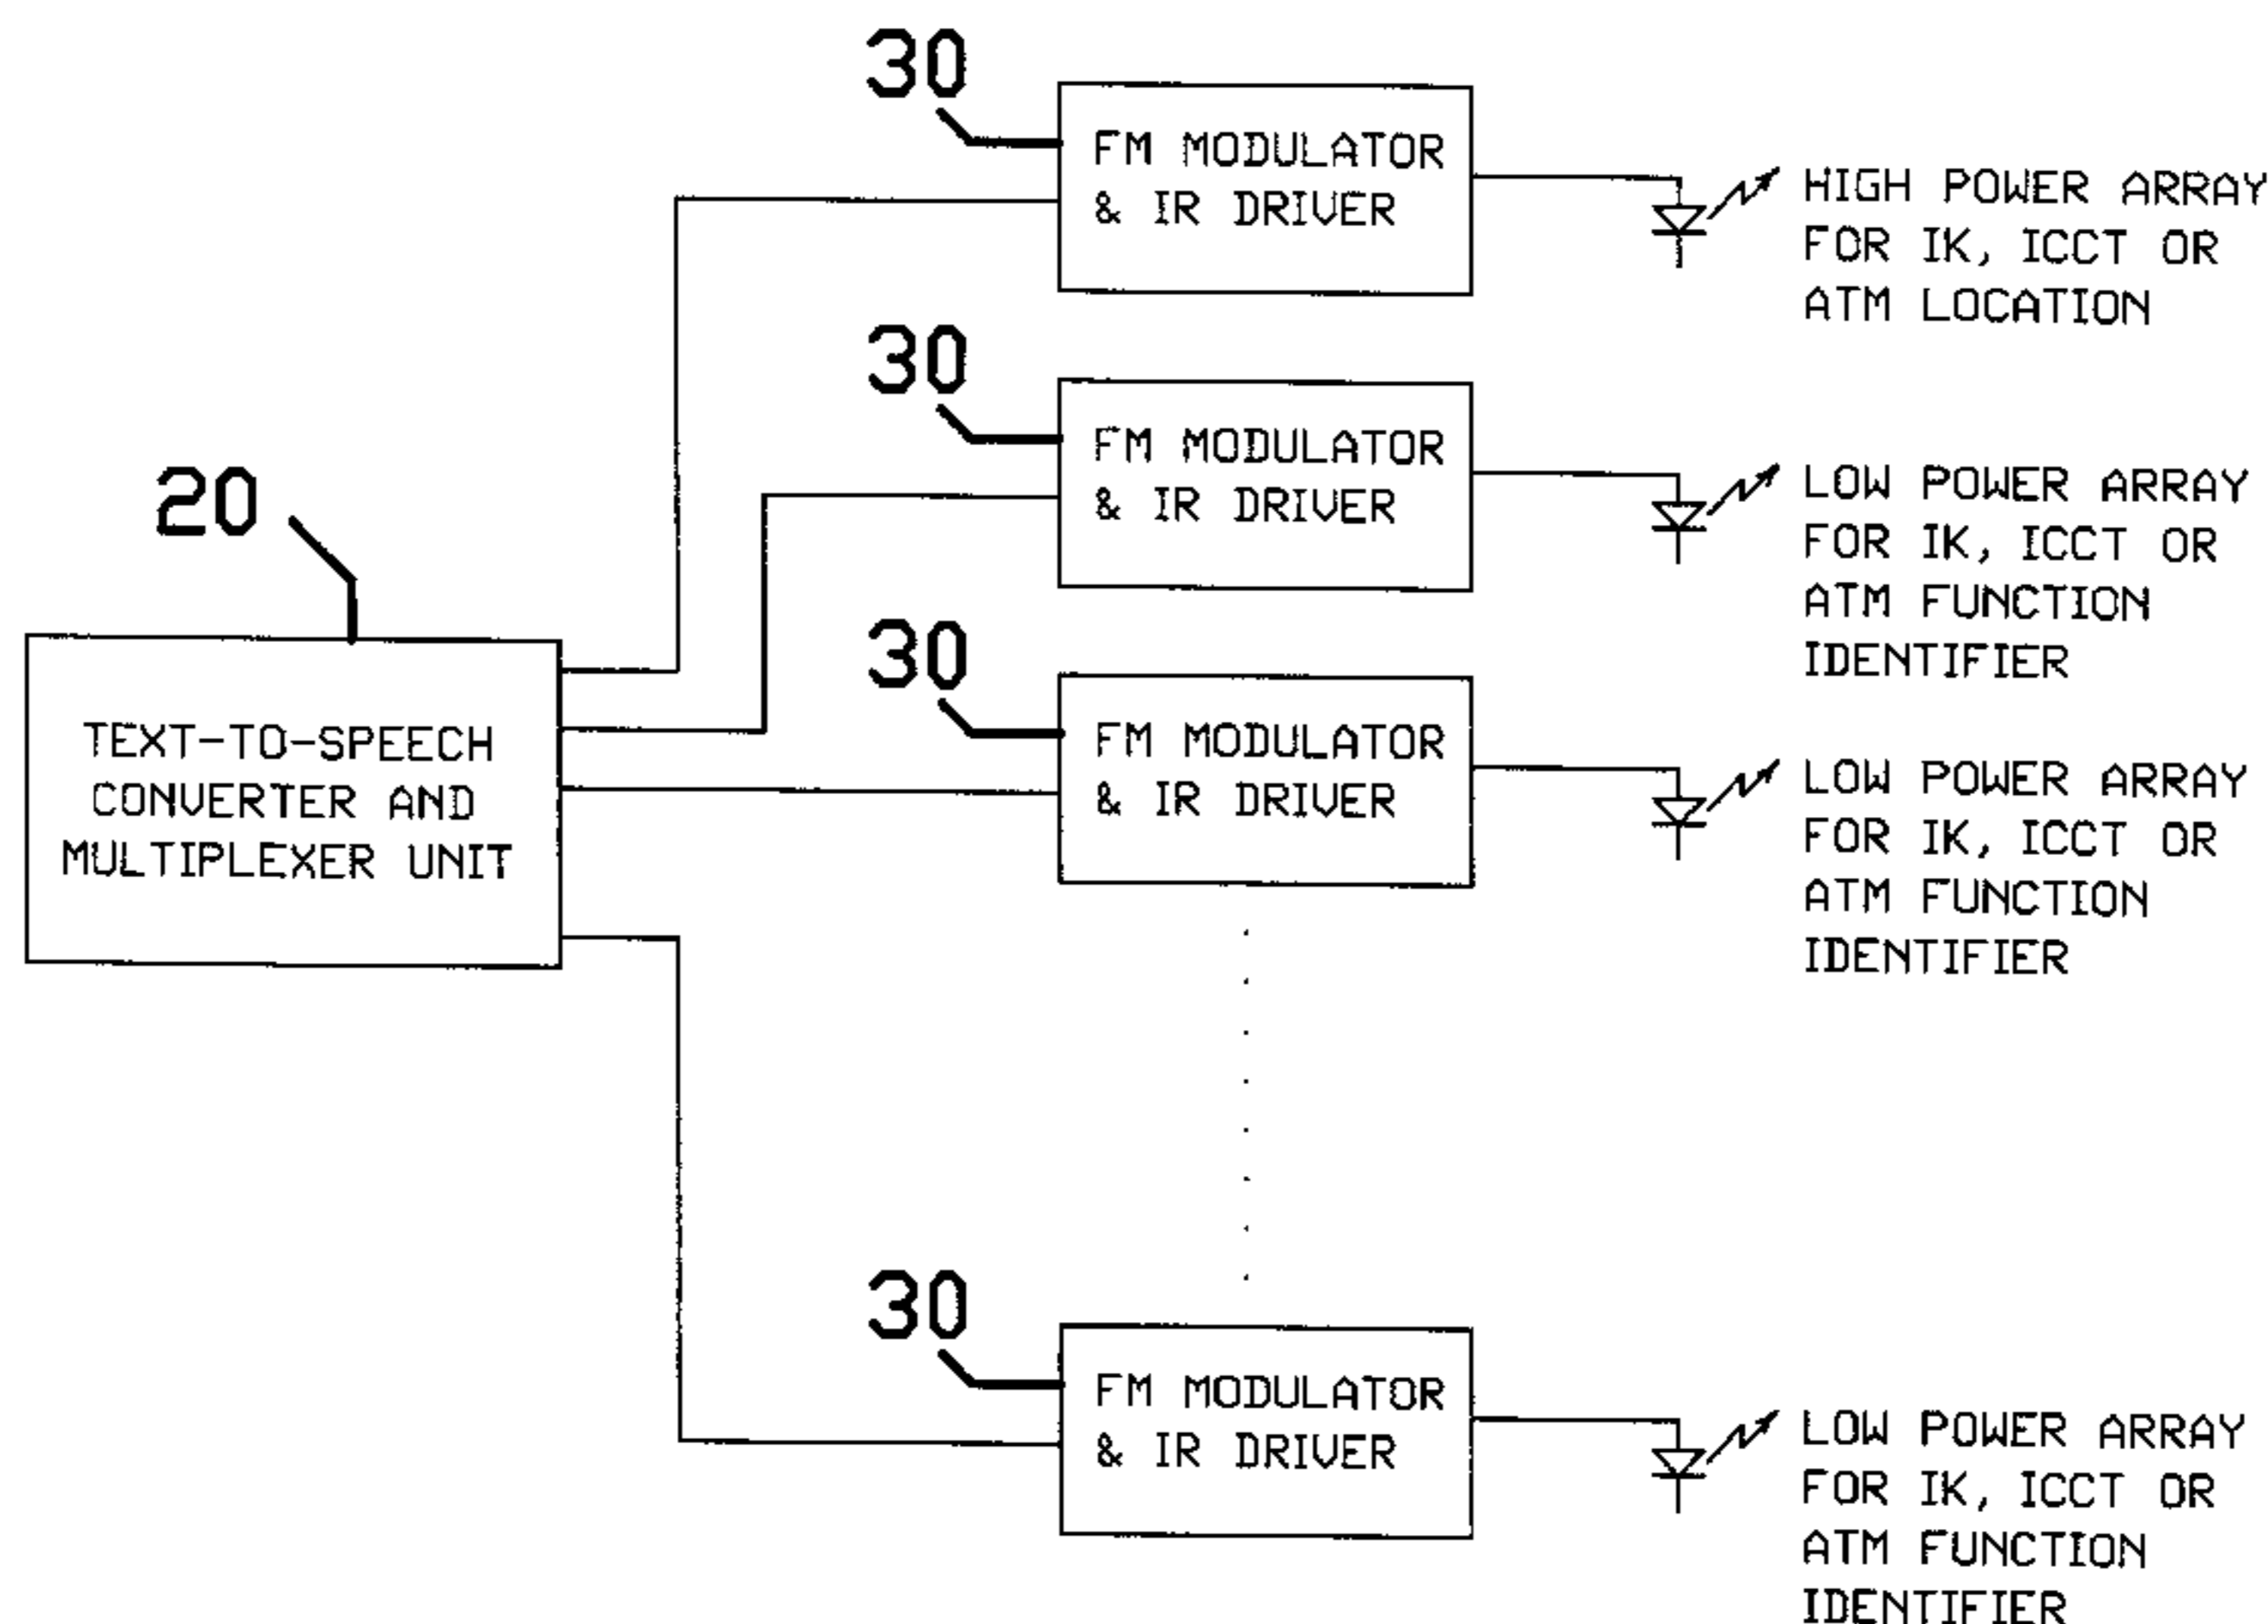 30
FM MODULATOR
& IR DRIVER
HIGH POWER ARRAY
FOR IK, ICCT OR
ATM LOCATION
30
FM MODULATOR
& IR DRIVER
LOW POWER ARRAY
FOR IK, ICCT OR
ATM FUNCTION
IDENTIFIER
20
TEXT-TO-SPEECH
CONVERTER AND
MULTIPLEXER UNIT
30
FM MODULATOR
& IR DRIVER
LOW POWER ARRAY
FOR IK, ICCT OR
ATM FUNCTION
IDENTIFIER
30
FM MODULATOR
& IR DRIVER
LOW POWER ARRAY
FOR IK, ICCT OR
ATM FUNCTION
IDENTIFIER